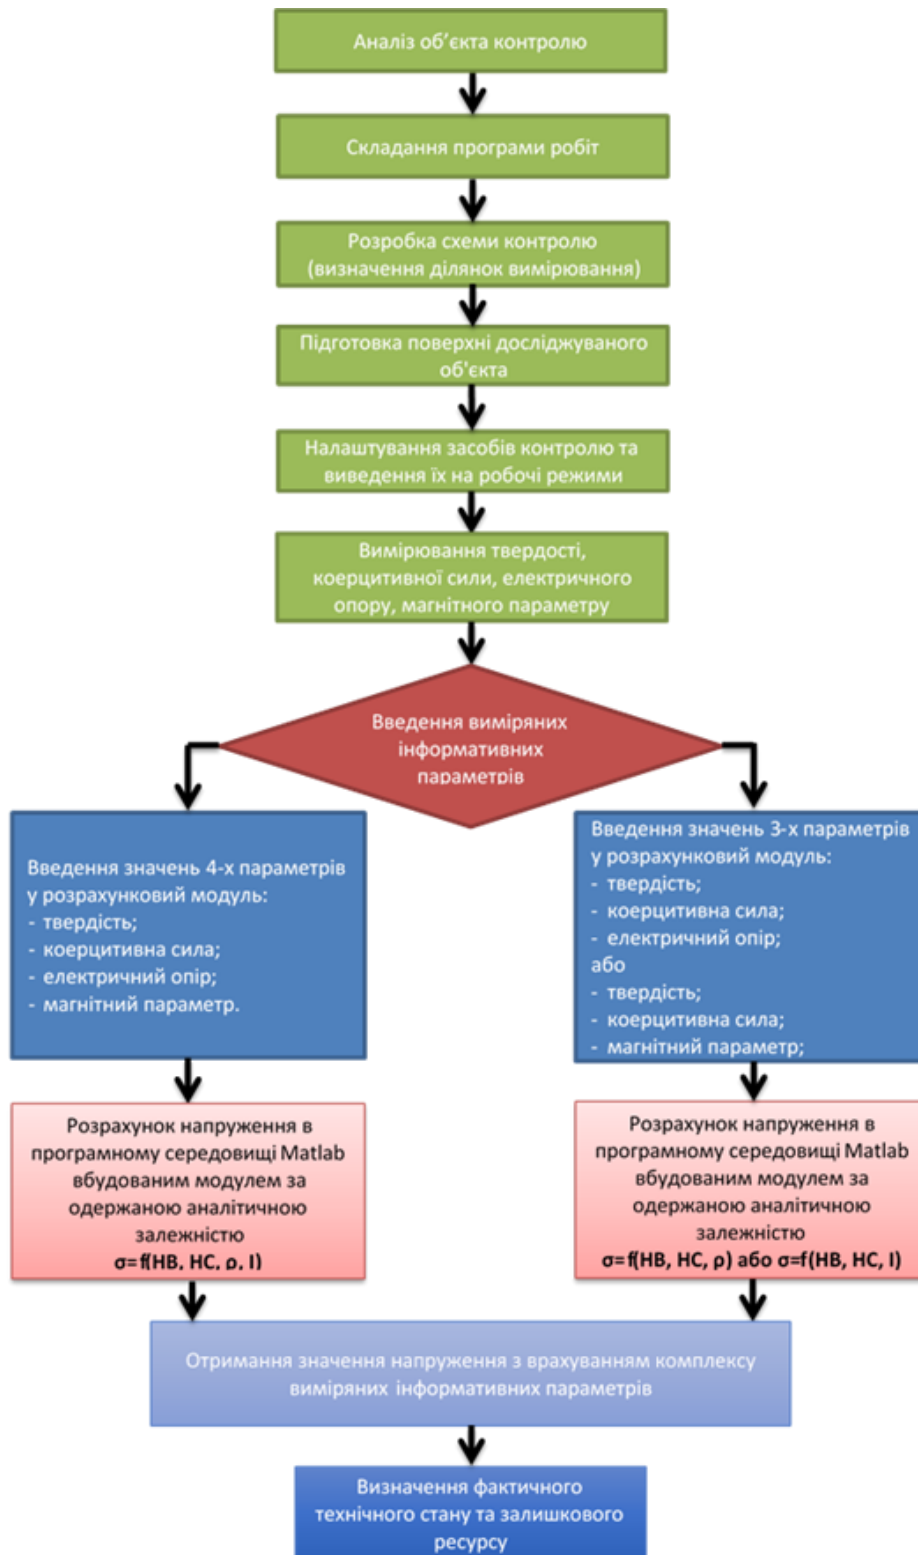 Аналіз об’єкта контролю
Складання програми робіт
Розробка схеми контролю
(визначення ділянок вимірювання)
Підготовка поверхні досліджуваного
об'єкта
Налаштування засобів контролю та
виведення їх на робочі режими
Вимірювання твердості,
коерцитивної сили, електричного
опору, магнітного параметру
Введення виміряних
інформативних
параметрів
Введення значень 4-х параметрів
у розрахунковий модуль:
- твердість;
- коерцитивна сила;
- електричний опір;
- магнітний параметр.
Введення значень 3-х параметрів
у розрахунковий модуль:
- твердість;
- коерцитивна сила;
- електричний опір;
або
- твердість;
- коерцитивна сила;
- магнітний параметр;
Розрахунок напруження в
програмному середовищі Matlab
вбудованим модулем за
одержаною аналітичною
залежністю
σ=f(HB, HC, ρ, I)
Розрахунок напруження в
програмному середовищі Matlab
вбудованим модулем за
одержаною аналітичною
залежністю
σ=f(HB, HC, ρ) або σ=f(HB, HC, I)
Отримання значення напруження з врахуванням комплексу
виміряних інформативних параметрів
Визначення фактичного
технічного стану та залишкового
ресурсу